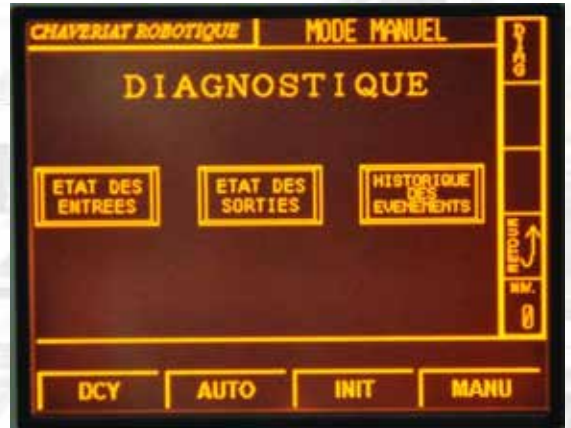 CHAVERIAT ROBOTIQUE
MODE MANUEL
DIAG
DIAGNOSTIQUE
ETAT DES
ENTREES
ETAT DES
SORTIES
HISTORIQUE
DES
EVENEMENTS
RETOUR
NIV.
0
DCY
AUTO
INIT
MANU